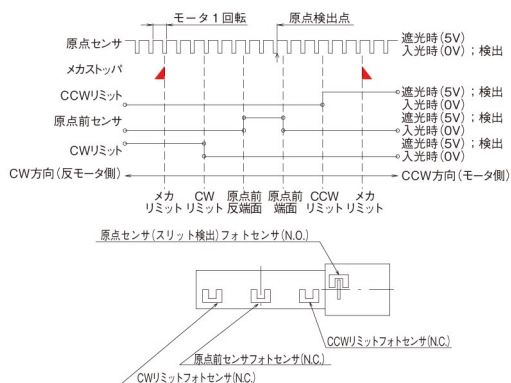 モータ1回転
原点検出点
原点センサ
遮光時(5V)
入光時(0V);検出
メカストッパ
CCWリミット
遮光時(5V);検出
入光時(0V)
原点前センサ
遮光時(5V);検出
入光時(0V)
CWリミット
遮光時(5V);検出
入光時(0V)
CW方向(反モータ側)
CCW方向(モータ側)
メカ CW 原点前 原点前 CCW メカ
リミット リミット 反端面 端面 リミット リミット
原点センサ(スリット検出)フォトセンサ(N.O.)
CCWリミットフォトセンサ(N.C.)
原点前センサフォトセンサ(N.C.)
CWリミットフォトセンサ(N.C.)